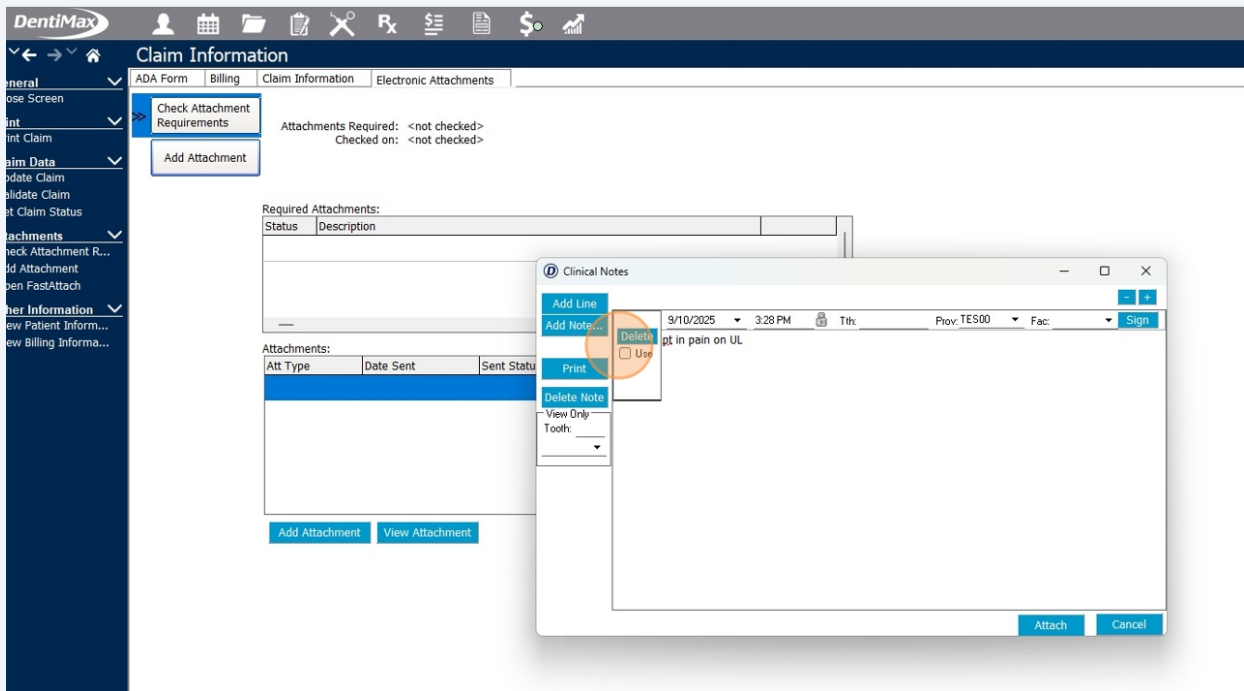 DentiMax
Rx
Claim Information
ADA Form Billing Claim Information Electronic Attachments
eneral
ose Screen
int
rint Claim
aim Data
pdate Claim
alidate Claim
et Claim Status
tachments
heck Attachment R...
dd Attachment
pen FastAttach
her Information
ew Patient Inform...
ew Billing Informa...
Check Attachment
Requirements
Add Attachment
Attachments Required: <not checked>
Checked on: <not checked>
Required Attachments:
Status Description
Attachments:
Att Type Date Sent Sent Statu
Add Attachment View Attachment
Clinical Notes
- +
Add Line
Add Note...
Print
Delete Note
View Only
Tooth:
Delete
Use
9/10/2025 3:28 PM Tth: Prov: TES00 Fac: Sign
pt in pain on UL
Attach Cancel